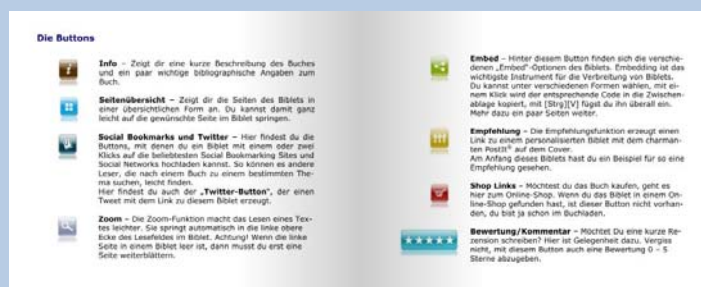 Die Buttons
Info – Zeigt dir eine kurze Beschreibung des Buches
und ein paar wichtige bibliographische Angaben zum
Buch.
Seitenübersicht – Zeigt dir die Seiten des Biblets in
einer übersichtlichen Form an. Du kannst damit ganz
leicht auf die gewünschte Seite im Biblet springen.
Social Bookmarks und Twitter – Hier findest du die
Buttons, mit denen du ein Biblet mit einem oder zwei
Klicks auf die beliebtesten Social Bookmarking Sites und
Social Networks hochladen kannst. So können es andere
Leser, die nach einem Buch zu einem bestimmten The-
ma suchen, leicht finden.
Hier findest du auch der „Twitter-Button", der einen
Tweet mit dem Link zu diesem Biblet erzeugt.
Zoom – Die Zoom-Funktion macht das Lesen eines Tex-
tes leichter. Sie springt automatisch in die linke obere
Ecke des Lesefeldes im Biblet. Achtung! Wenn die linke
Seite in einem Biblet leer ist, dann musst du erst eine
Seite weiterblättern.
Embed – Hinter diesem Button finden sich die verschie-
denen „Embed"-Optionen des Biblets. Embedding ist das
wichtigste Instrument für die Verbreitung von Biblets.
Du kannst unter verschiedenen Formen wählen, mit ei-
nem Klick wird der entsprechende Code in die Zwischen-
ablage kopiert, mit [Strg][V] fügst du ihn überall ein.
Mehr dazu ein paar Seiten weiter.
Empfehlung – Die Empfehlungsfunktion erzeugt einen
Link zu einem personalisierten Biblet mit dem charman-
ten PostIt® auf dem Cover.
Am Anfang dieses Biblets hast du ein Beispiel für so eine
Empfehlung gesehen.
Shop Links – Möchtest du das Buch kaufen, geht es
hier zum Online-Shop. Wenn du das Biblet in einem On-
line-Shop gefunden hast, ist dieser Button nicht vorhan-
den, du bist ja schon im Buchladen.
Bewertung/Kommentar – Möchtet Du eine kurze Re-
zension schreiben? Hier ist Gelegenheit dazu. Vergiss
nicht, mit diesem Button auch eine Bewertung 0 – 5
Sterne abzugeben.